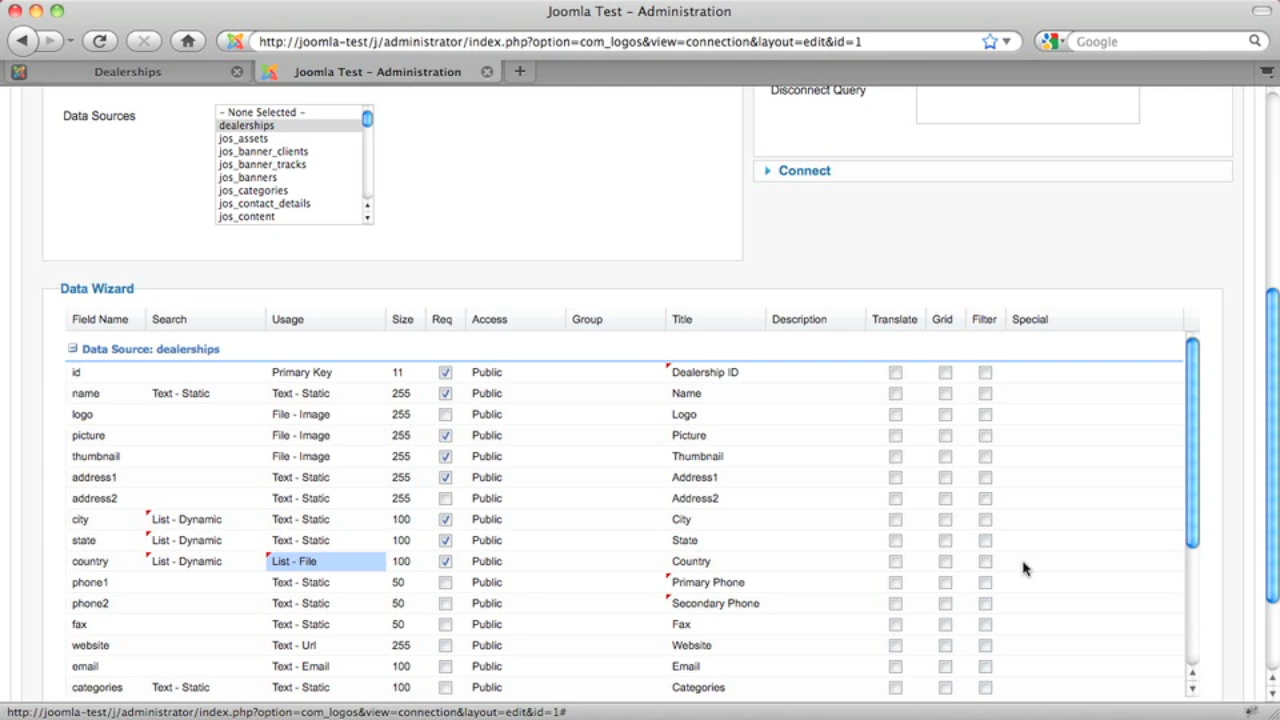 Joomla Test - Administration
http://joomla-test/j/administrator/index.php?option=com_logos&view=connection&layout=edit&id=1
Google
Dealerships
Joomla Test - Administration
Data Sources
- None Selected -
dealerships
jos_assets
jos_banner_clients
jos_banner_tracks
jos_banners
jos_categories
jos_contact_details
jos_content
Disconnect Query
Connect
Data Wizard
Field Name Search Usage Size Req Access Group Title Description Translate Grid Filter Special
Data Source: dealerships
id Primary Key 11 Public Dealership ID
name Text - Static Text - Static 255 Public Name
logo File - Image 255 Public Logo
picture File - Image 255 Public Picture
thumbnail File - Image 255 Public Thumbnail
address1 Text - Static 255 Public Address1
address2 Text - Static 255 Public Address2
city List - Dynamic Text - Static 100 Public City
state List - Dynamic Text - Static 100 Public State
country List - Dynamic List - File 100 Public Country
phone1 Text - Static 50 Public Primary Phone
phone2 Text - Static 50 Public Secondary Phone
fax Text - Static 50 Public Fax
website Text - Url 255 Public Website
email Text - Email 100 Public Email
categories Text - Static Text - Static 100 Public Categories
http://joomla-test/j/administrator/index.php?option=com_logos&view=connection&layout=edit&id=1#